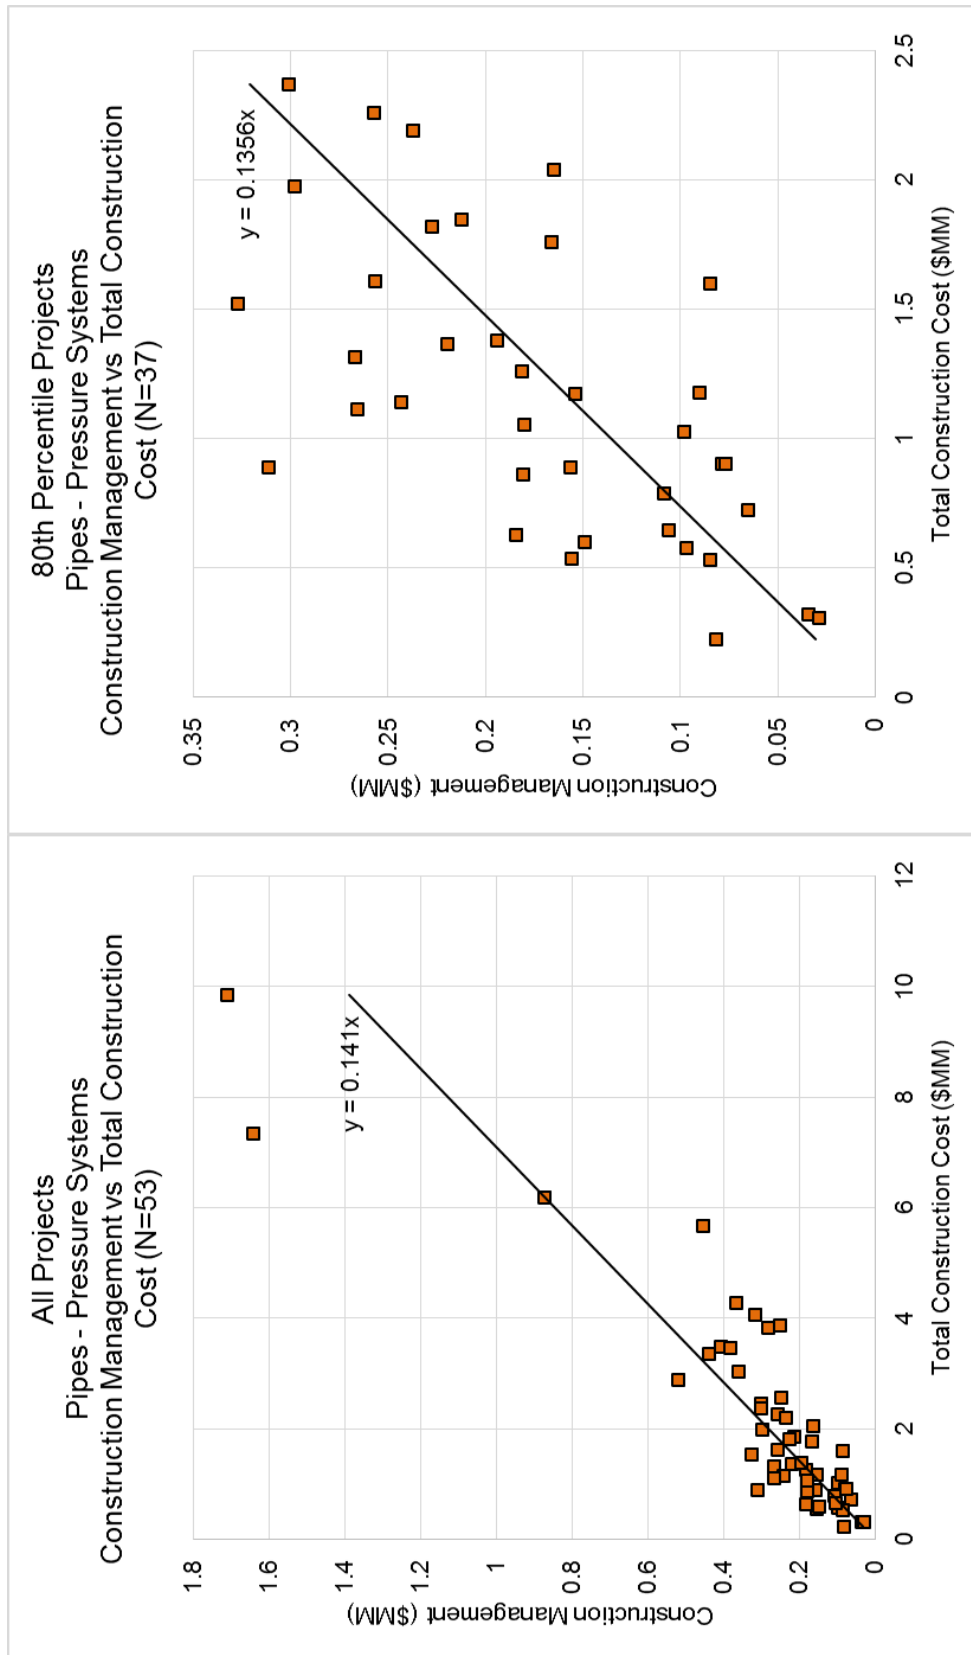 All Projects
Pipes - Pressure Systems
Construction Management vs Total Construction
Cost (N=53)
1.8
1.6
1.4
1.2
1
0.8
0.6
0.4
0.2
0
Construction Management ($MM)
y = 0.141x
0
2
4
6
8
10
12
Total Construction Cost ($MM)
80th Percentile Projects
Pipes - Pressure Systems
Construction Management vs Total Construction
Cost (N=37)
0.35
0.3
0.25
0.2
0.15
0.1
0.05
0
Construction Management ($MM)
y = 0.1356x
0
0.5
1
1.5
2
2.5
Total Construction Cost ($MM)